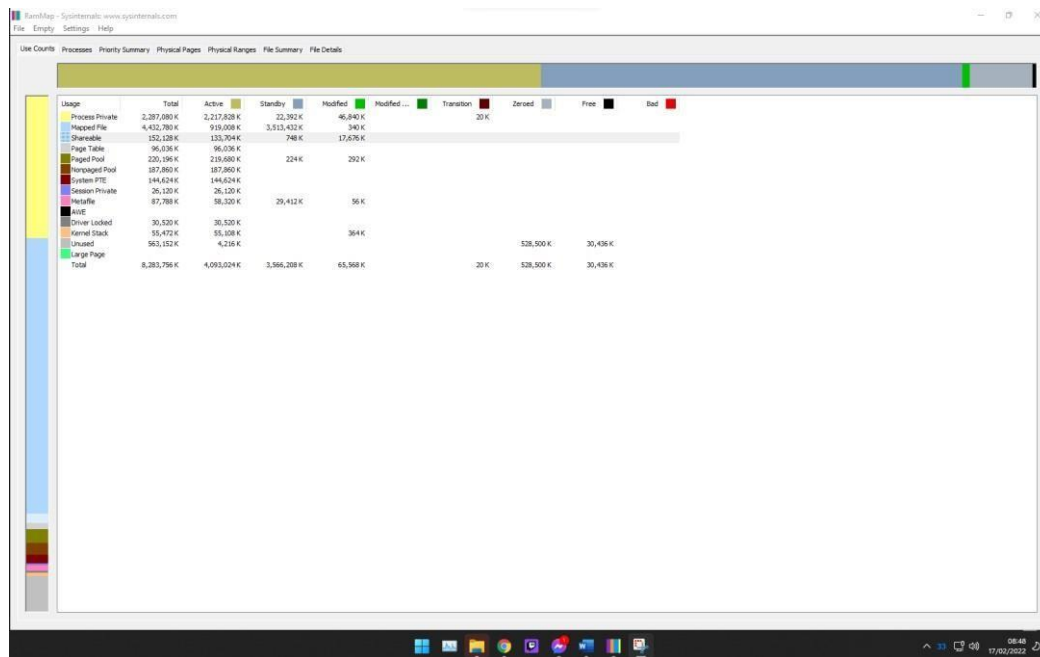 RamMap - Sysinternals: www.sysinternals.com
File Empty Settings Help
Use Counts Processes Priority Summary Physical Pages Physical Ranges File Summary File Details
Usage Total Active Standby Modified Modified ... Transition Zeroed Free Bad
Process Private 2,287,080 K 2,217,828 K 22,392 K 46,840 K 20 K
Mapped File 4,432,780 K 919,008 K 3,513,432 K 340 K
Shareable 152,128 K 133,704 K 748 K 17,676 K
Page Table 96,036 K 96,036 K
Paged Pool 220,196 K 219,680 K 224 K 292 K
Nonpaged Pool 187,860 K 187,860 K
System PTE 144,624 K 144,624 K
Session Private 26,120 K 26,120 K
Metafile 87,788 K 58,320 K 29,412 K 56 K
AWE
Driver Locked 30,520 K 30,520 K
Kernel Stack 55,472 K 55,108 K 364 K
Unused 563,152 K 4,216 K 528,500 K 30,436 K
Large Page
Total 8,283,756 K 4,093,024 K 3,566,208 K 65,568 K 20 K 528,500 K 30,436 K
33
08:48
17/02/2022